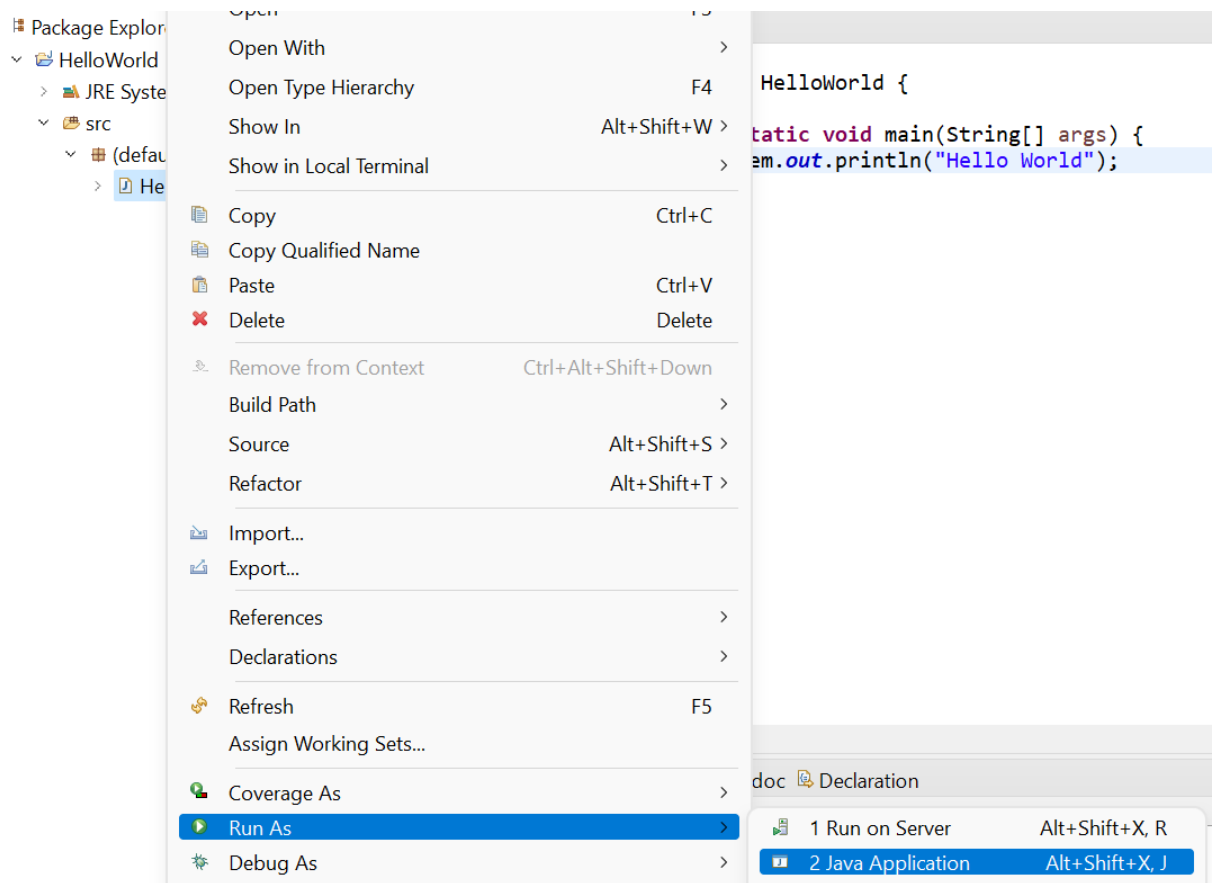 Package Explor
HelloWorld
JRE Syste
src
(defau
He
Open F3
Open With
Open Type Hierarchy F4
Show In Alt+Shift+W
Show in Local Terminal
Copy Ctrl+C
Copy Qualified Name
Paste Ctrl+V
Delete Delete
Remove from Context Ctrl+Alt+Shift+Down
Build Path
Source Alt+Shift+S
Refactor Alt+Shift+T
Import...
Export...
References
Declarations
Refresh F5
Assign Working Sets...
Coverage As
Run As
Debug As
HelloWorld {
tatic void main(String[] args) {
em.out.println("Hello World");
doc Declaration
1 Run on Server Alt+Shift+X, R
2 Java Application Alt+Shift+X, J